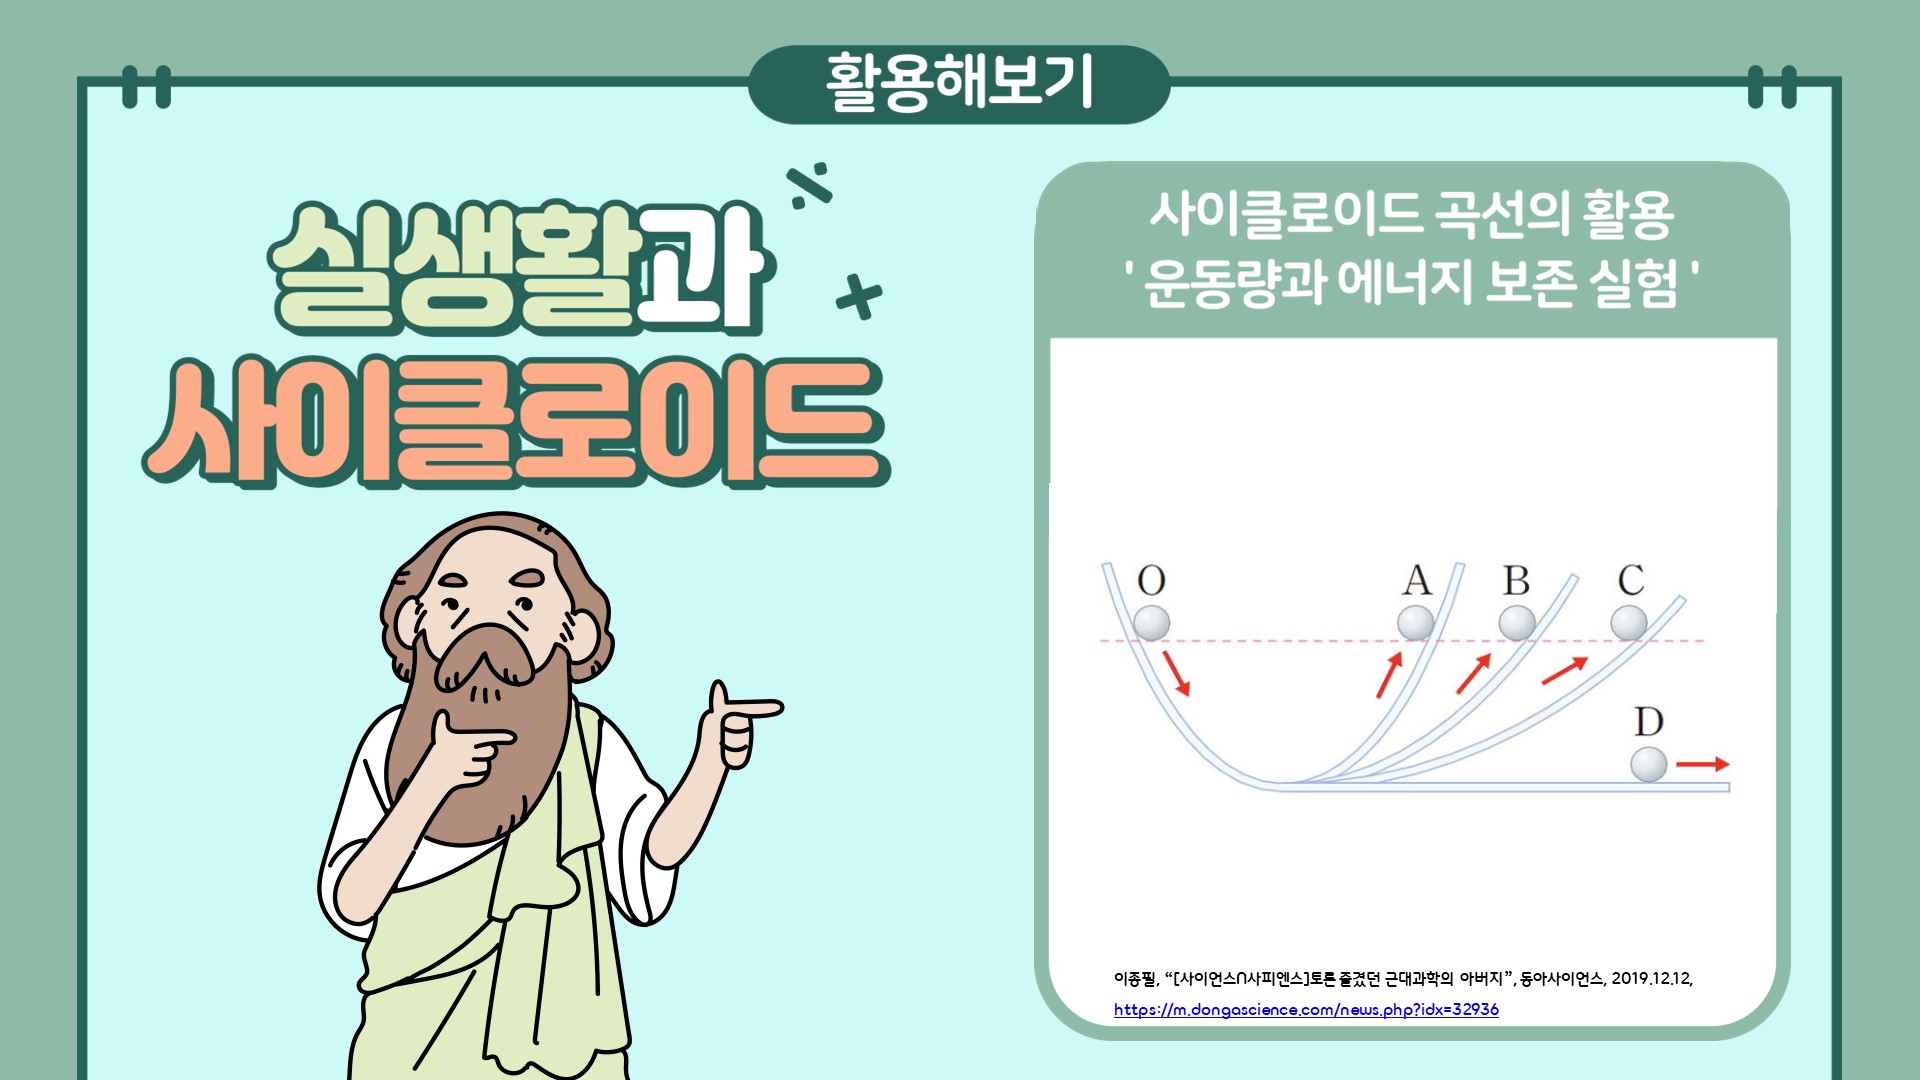 활용해보기
실생활과
사이클로이드
사이클로이드 곡선의 활용
' 운동량과 에너지 보존 실험 '
O
A
B
C
D
이종필, “[사이언스∩사피엔스]토론 즐겼던 근대과학의 아버지”, 동아사이언스, 2019.12.12,
https://m.dongascience.com/news.php?idx=32936